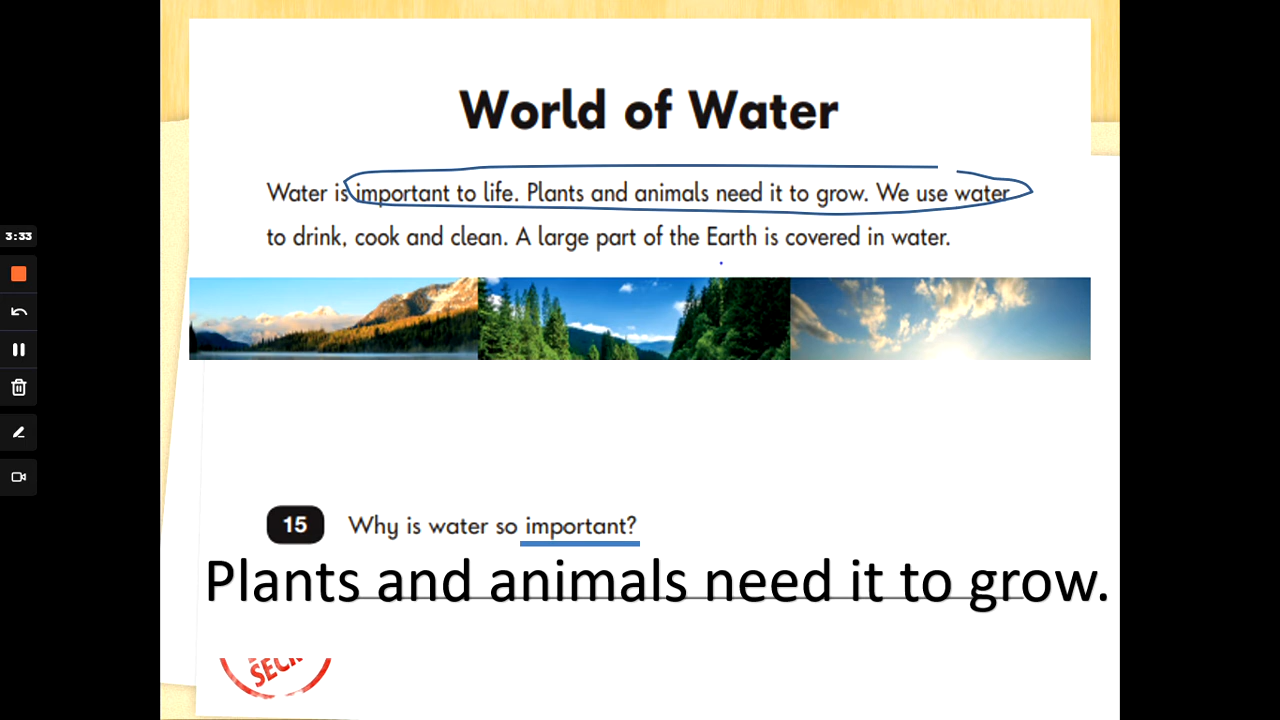 World of Water
Water is important to life. Plants and animals need it to grow. We use water
to drink, cook and clean. A large part of the Earth is covered in water.
3:33
15 Why is water so important?
Plants and animals need it to grow.